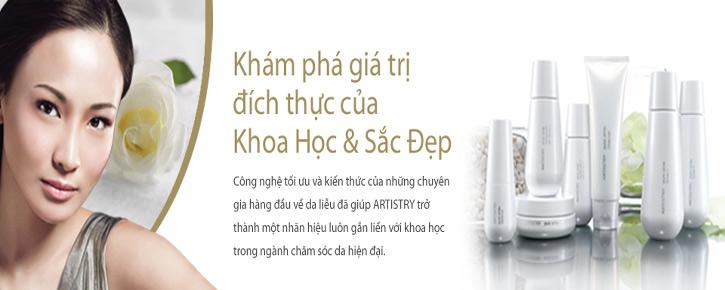 Khám phá giá trị
đích thực của
Khoa Học & Sắc Đẹp
Công nghệ tối ưu và kiến thức của những chuyên
gia hàng đầu về da liễu đã giúp ARTISTRY trở
thành một nhãn hiệu luôn gắn liền với khoa học
trong ngành chăm sóc da hiện đại.
ARTISTRY